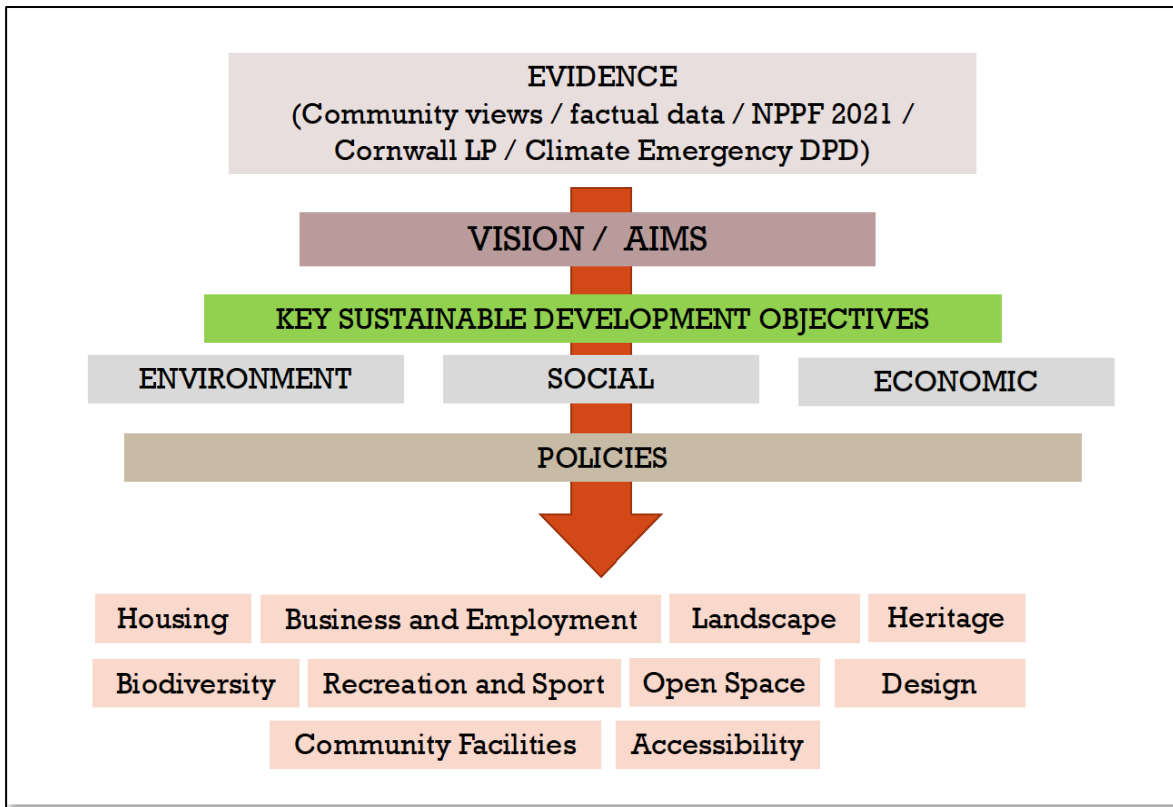 EVIDENCE
(Community views / factual data / NPPF 2021 /
Cornwall LP / Climate Emergency DPD)
VISION / AIMS
KEY SUSTAINABLE DEVELOPMENT OBJECTIVES
ENVIRONMENT
SOCIAL
ECONOMIC
POLICIES
Housing
Business and Employment
Landscape
Heritage
Biodiversity
Recreation and Sport
Open Space
Design
Community Facilities
Accessibility